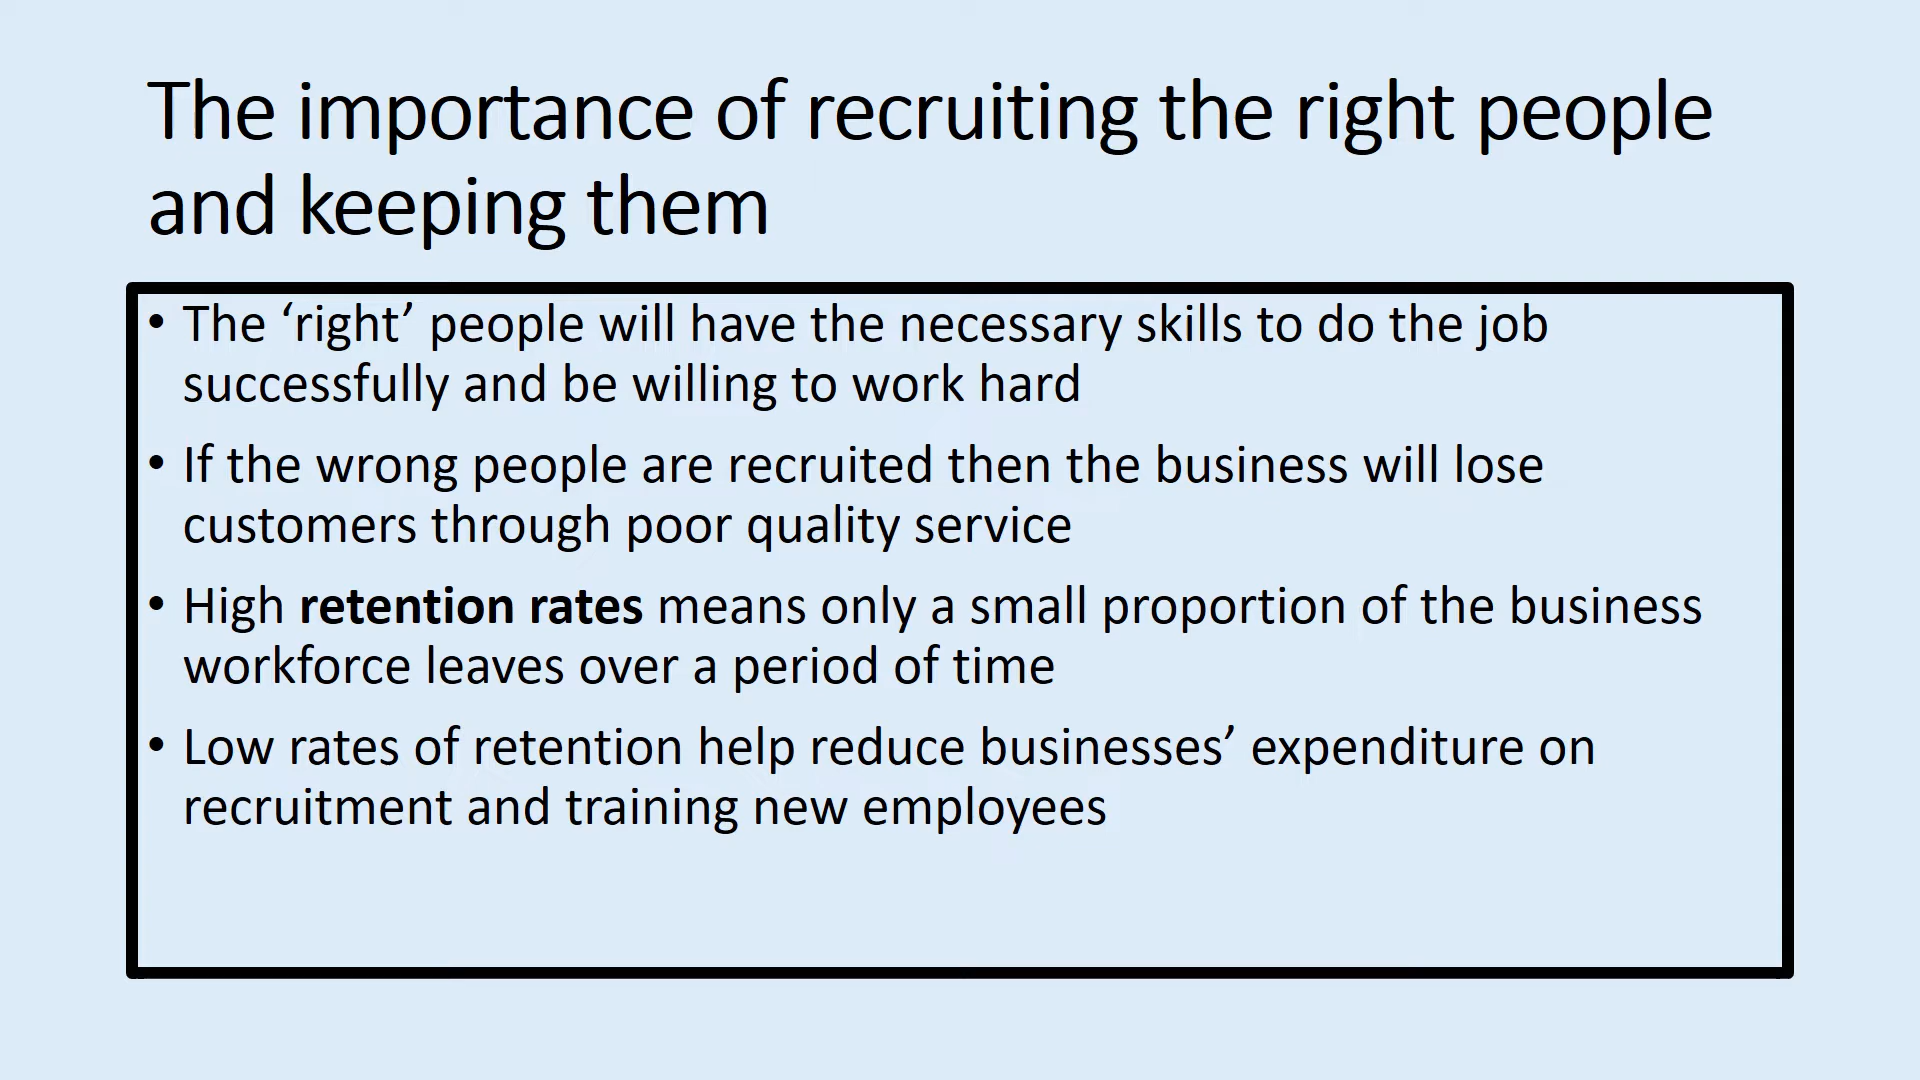 The importance of recruiting the right people
and keeping them
• The ‘right’ people will have the necessary skills to do the job
successfully and be willing to work hard
• If the wrong people are recruited then the business will lose
customers through poor quality service
• High retention rates means only a small proportion of the business
workforce leaves over a period of time
• Low rates of retention help reduce businesses’ expenditure on
recruitment and training new employees